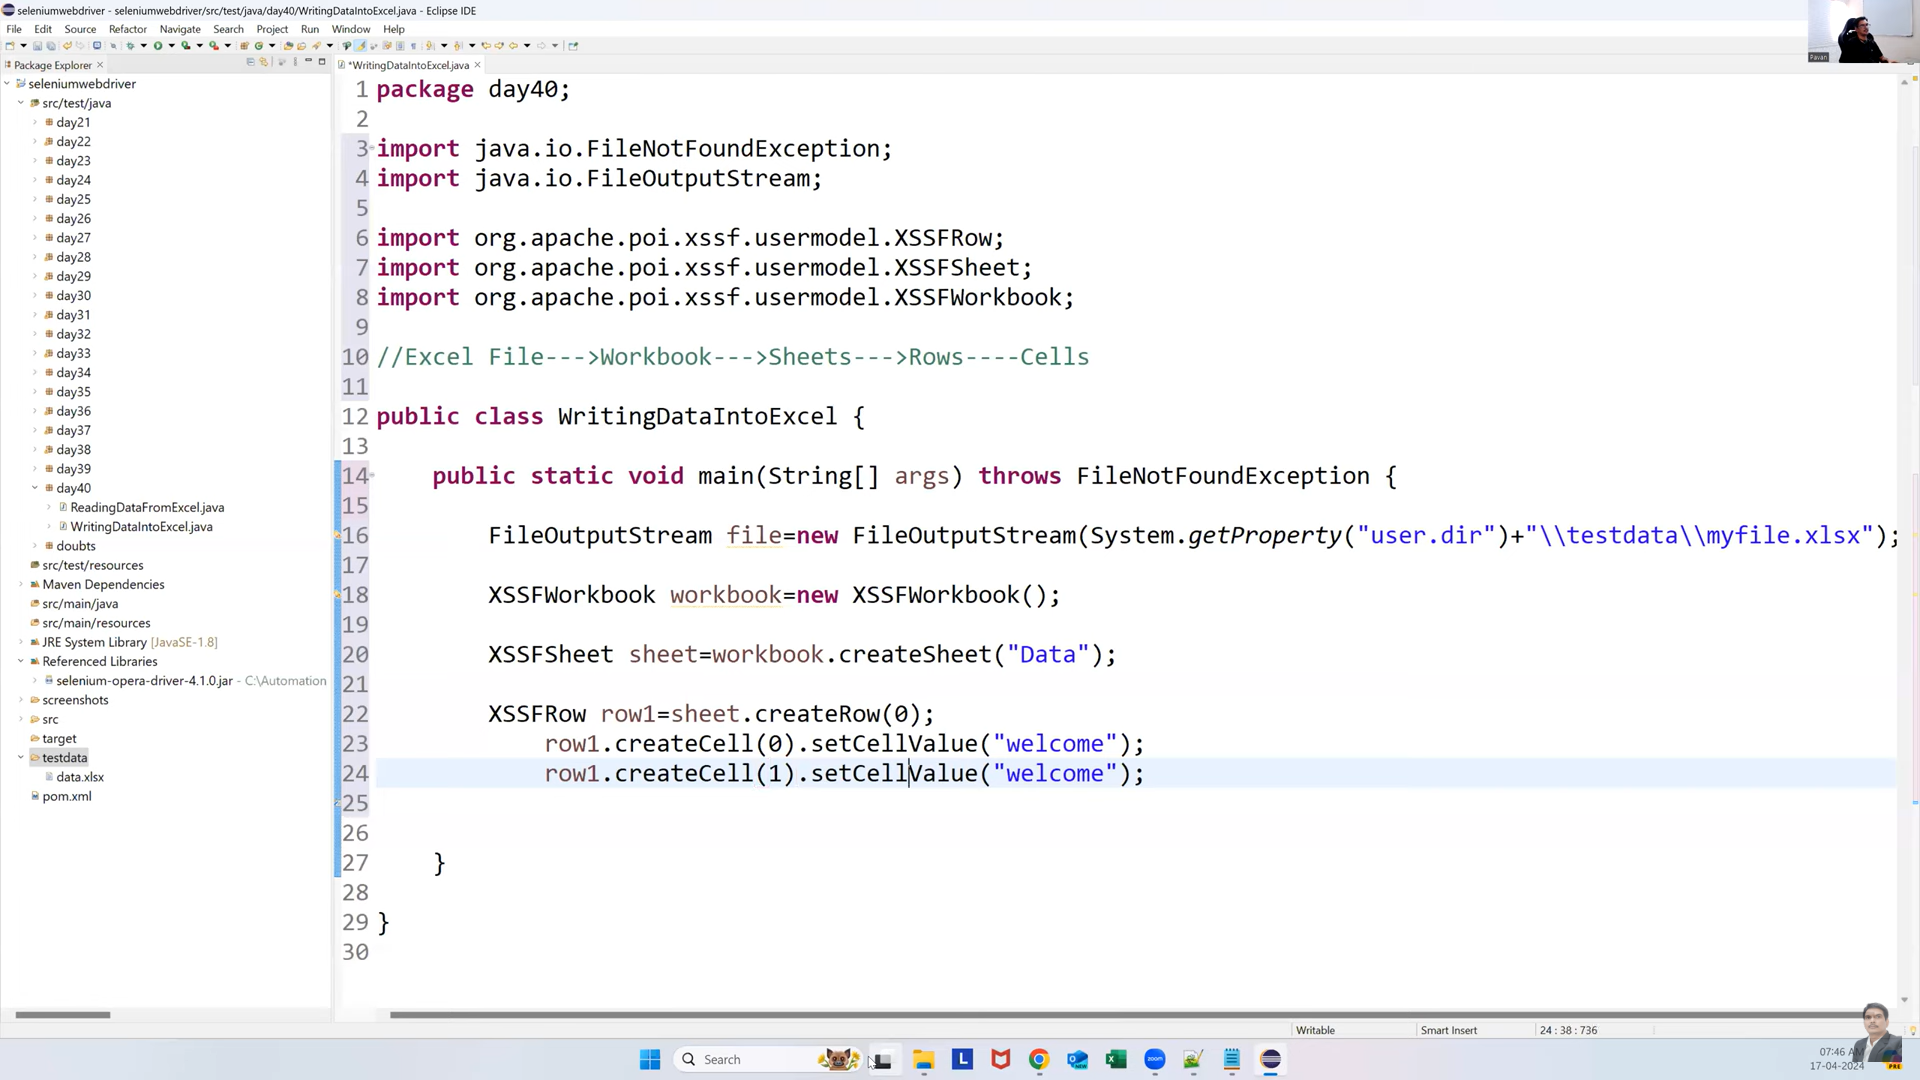 seleniumwebdriver - seleniumwebdriver/src/test/java/day40/WritingDataIntoExcel.java - Eclipse IDE
File Edit Source Refactor Navigate Search Project Run Window Help
Package Explorer
seleniumwebdriver
src/test/java
day21
day22
day23
day24
day25
day26
day27
day28
day29
day30
day31
day32
day33
day34
day35
day36
day37
day38
day39
day40
ReadingDataFromExcel.java
WritingDataIntoExcel.java
doubts
src/test/resources
Maven Dependencies
src/main/java
src/main/resources
JRE System Library [JavaSE-1.8]
Referenced Libraries
selenium-opera-driver-4.1.0.jar - C:\Automation
screenshots
src
target
testdata
data.xlsx
pom.xml
*WritingDataIntoExcel.java
1 package day40;
2
3 import java.io.FileNotFoundException;
4 import java.io.FileOutputStream;
5
6 import org.apache.poi.xssf.usermodel.XSSFRow;
7 import org.apache.poi.xssf.usermodel.XSSFSheet;
8 import org.apache.poi.xssf.usermodel.XSSFWorkbook;
9
10 //Excel File--->Workbook--->Sheets--->Rows----Cells
11
12 public class WritingDataIntoExcel {
13
14 public static void main(String[] args) throws FileNotFoundException {
15
16 FileOutputStream file=new FileOutputStream(System.getProperty("user.dir")+"\\testdata\\myfile.xlsx");
17
18 XSSFWorkbook workbook=new XSSFWorkbook();
19
20 XSSFSheet sheet=workbook.createSheet("Data");
21
22 XSSFRow row1=sheet.createRow(0);
23 row1.createCell(0).setCellValue("welcome");
24 row1.createCell(1).setCellValue("welcome");
25
26
27 }
28
29 }
30
Pavan
Writable Smart Insert 24 : 38 : 736
Search
07:46 AM
17-04-2024
PRE